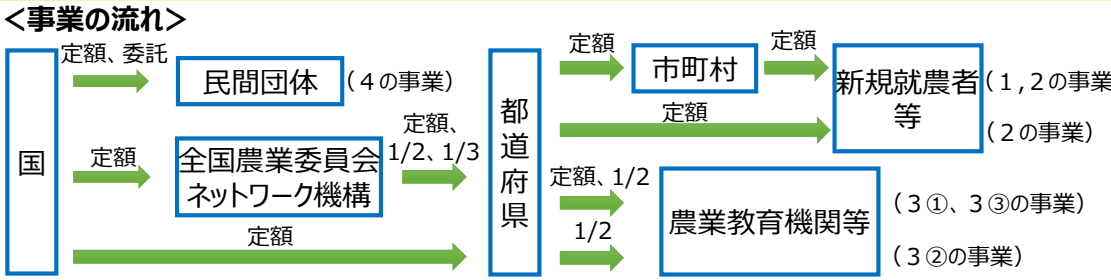 ＜事業の流れ＞
定額、委託
民間団体
（４の事業）
国
定額
全国農業委員会
ネットワーク機構
定額、
1/2、1/3
定額
都道府県
定額
市町村
定額
新規就農者
等
（１,２の事業
定額
（２の事業）
定額、1/2
農業教育機関等
（３①、３③の事業）
1/2
（３②の事業）